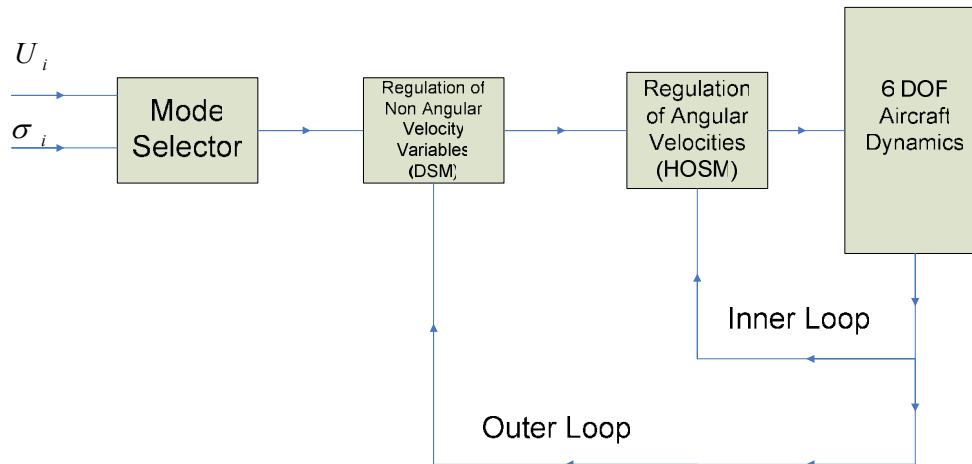 U i
σ i
Mode
Selector
Regulation of
Non Angular
Velocity
Variables
(DSM)
Regulation
of Angular
Velocities
(HOSM)
6 DOF
Aircraft
Dynamics
Inner Loop
Outer Loop